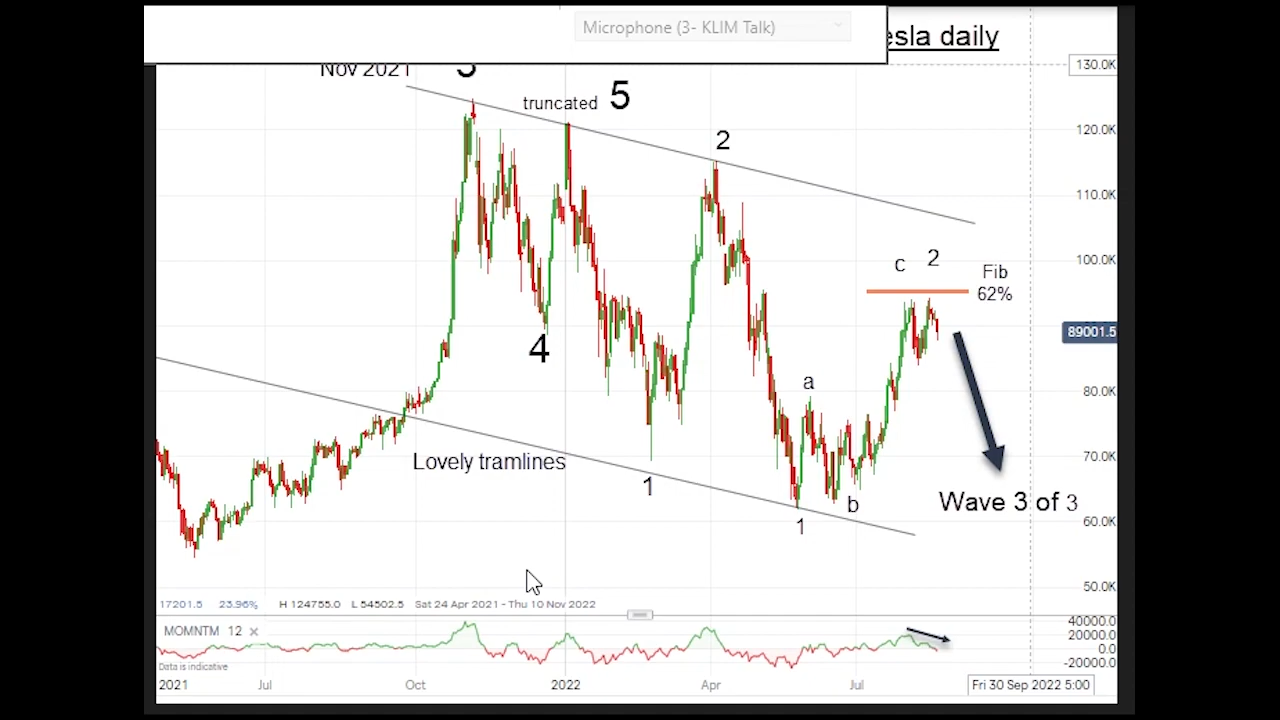 Microphone (3- KLIM Talk)
esla daily
130.0K
Nov 2021
truncated 5
120.0K
2
110.0K
100.0K
c 2
Fib
62%
89001.5
4
a
80.0K
Lovely tramlines
70.0K
1
b
Wave 3 of 3
1
60.0K
50.0K
17201.5 23.96% H 124755.0 L 54502.5 Sat 24 Apr 2021 - Thu 10 Nov 2022
MOMNTM 12 ×
40000.0
20000.0
0.0
-20000.0
Data is indicative
2021 Jul Oct 2022 Apr Jul Fri 30 Sep 2022 5:00